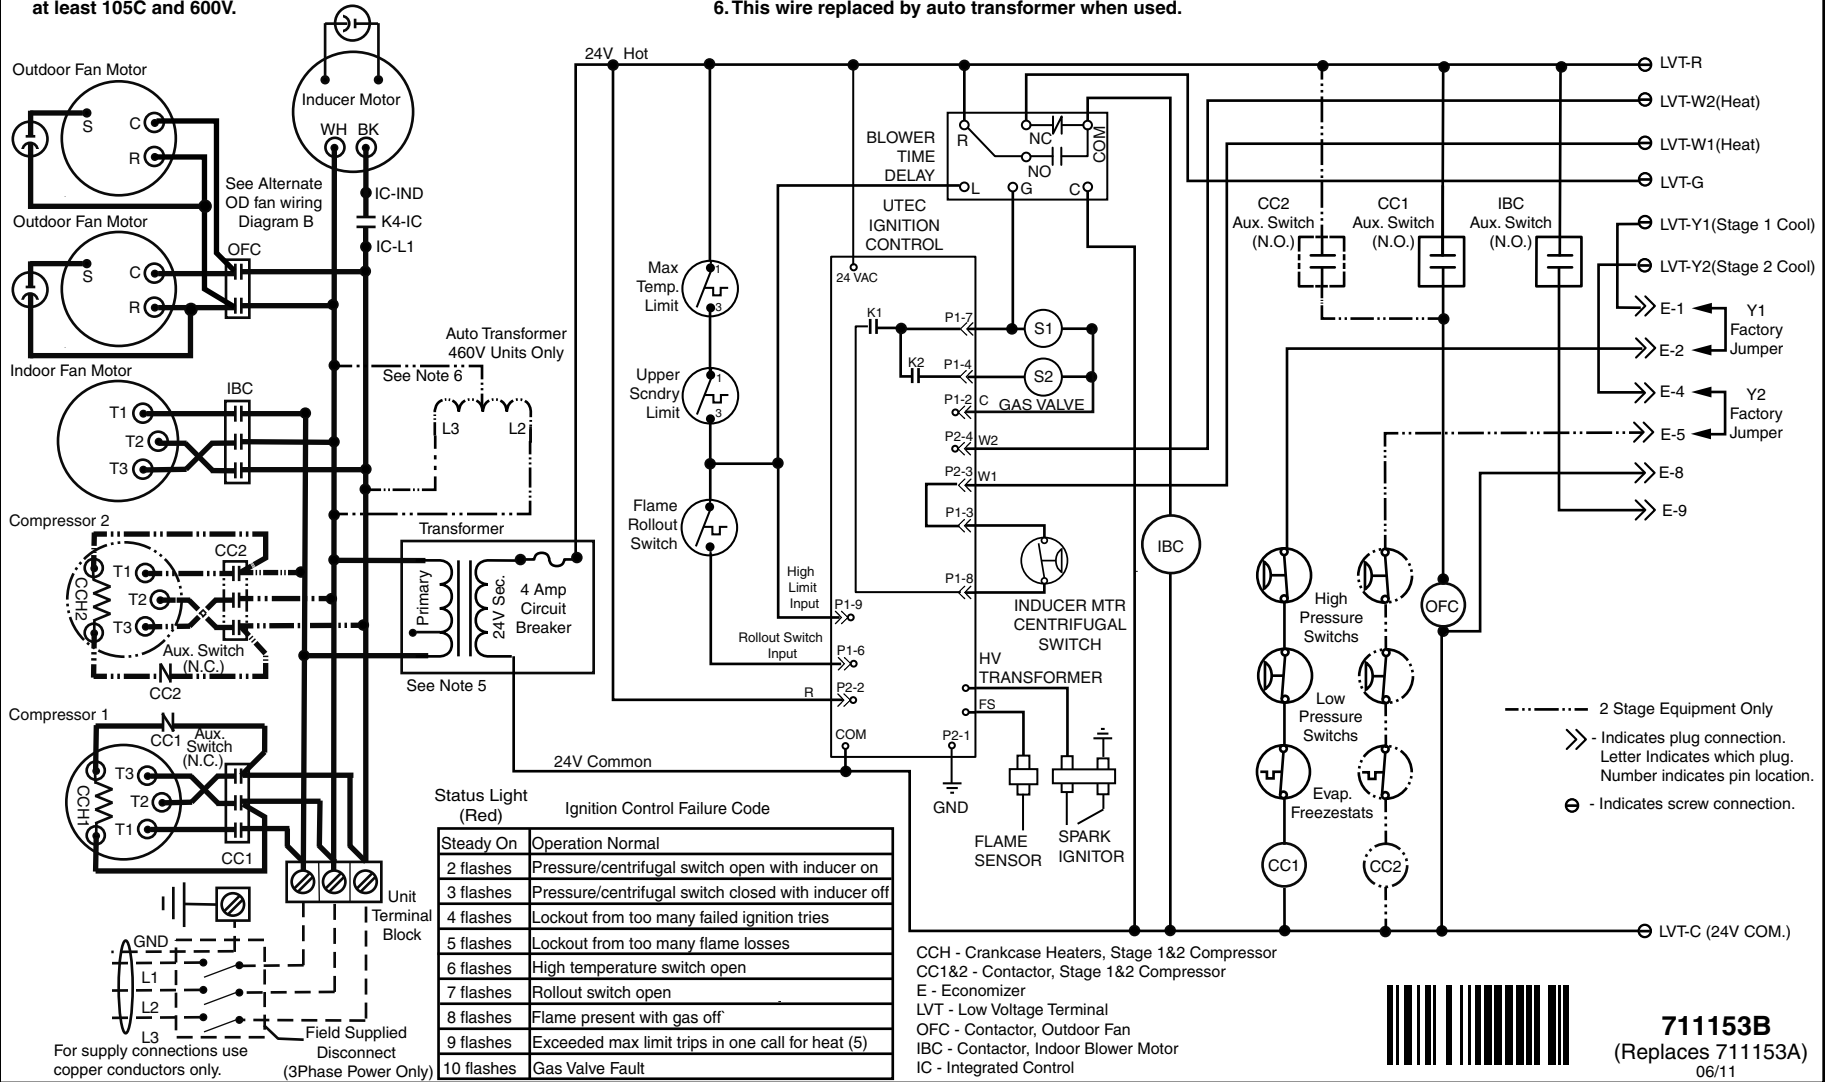 at least 105C and 600V.
6. This wire replaced by auto transformer when used.
Outdoor Fan Motor
S
C
R
Inducer Motor
WH BK
IC-IND
K4-IC
IC-L1
See Alternate
OD fan wiring
Diagram B
OFC
Outdoor Fan Motor
S
C
R
Indoor Fan Motor
T1
T2
T3
IBC
Auto Transformer
460V Units Only
See Note 6
L3
L2
Compressor 2
CC2
CCH2
T1
T2
T3
Aux. Switch
(N.C.)
CC2
Transformer
Primary
24V Sec.
4 Amp
Circuit
Breaker
See Note 5
Compressor 1
CC1
Aux.
Switch
(N.C.)
CCH1
T3
T2
T1
CC1
Unit
Terminal
Block
GND
L1
L2
L3
Field Supplied
Disconnect
(3Phase Power Only)
For supply connections use
copper conductors only.
24V Hot
Max
Temp.
Limit
1
3
Upper
Scndry
Limit
1
3
Flame
Rollout
Switch
BLOWER
TIME
DELAY
R
NC
NO
COM
L
G
C
UTEC
IGNITION
CONTROL
24 VAC
K1
K2
P1-7
P1-4
P1-2 C
P2-4 W2
P2-3 W1
P1-3
P1-8
S1
S2
GAS VALVE
High
Limit
Input
P1-9
Rollout Switch
Input
P1-6
R
P2-2
COM
P2-1
24V Common
INDUCER MTR
CENTRIFUGAL
SWITCH
HV
TRANSFORMER
FS
GND
FLAME
SENSOR
SPARK
IGNITOR
IBC
CC2
Aux. Switch
(N.O.)
CC1
Aux. Switch
(N.O.)
IBC
Aux. Switch
(N.O.)
LVT-R
LVT-W2(Heat)
LVT-W1(Heat)
LVT-G
LVT-Y1(Stage 1 Cool)
LVT-Y2(Stage 2 Cool)
E-1
E-2
Y1
Factory
Jumper
E-4
E-5
Y2
Factory
Jumper
E-8
E-9
High
Pressure
Switchs
Low
Pressure
Switchs
Evap.
Freezestats
OFC
CC1
CC2
2 Stage Equipment Only
- Indicates plug connection.
Letter Indicates which plug.
Number indicates pin location.
- Indicates screw connection.
LVT-C (24V COM.)
Status Light
(Red)
Ignition Control Failure Code
Steady On Operation Normal
2 flashes Pressure/centrifugal switch open with inducer on
3 flashes Pressure/centrifugal switch closed with inducer off
4 flashes Lockout from too many failed ignition tries
5 flashes Lockout from too many flame losses
6 flashes High temperature switch open
7 flashes Rollout switch open
8 flashes Flame present with gas off`
9 flashes Exceeded max limit trips in one call for heat (5)
10 flashes Gas Valve Fault
CCH - Crankcase Heaters, Stage 1&2 Compressor
CC1&2 - Contactor, Stage 1&2 Compressor
E - Economizer
LVT - Low Voltage Terminal
OFC - Contactor, Outdoor Fan
IBC - Contactor, Indoor Blower Motor
IC - Integrated Control
711153B
(Replaces 711153A)
06/11